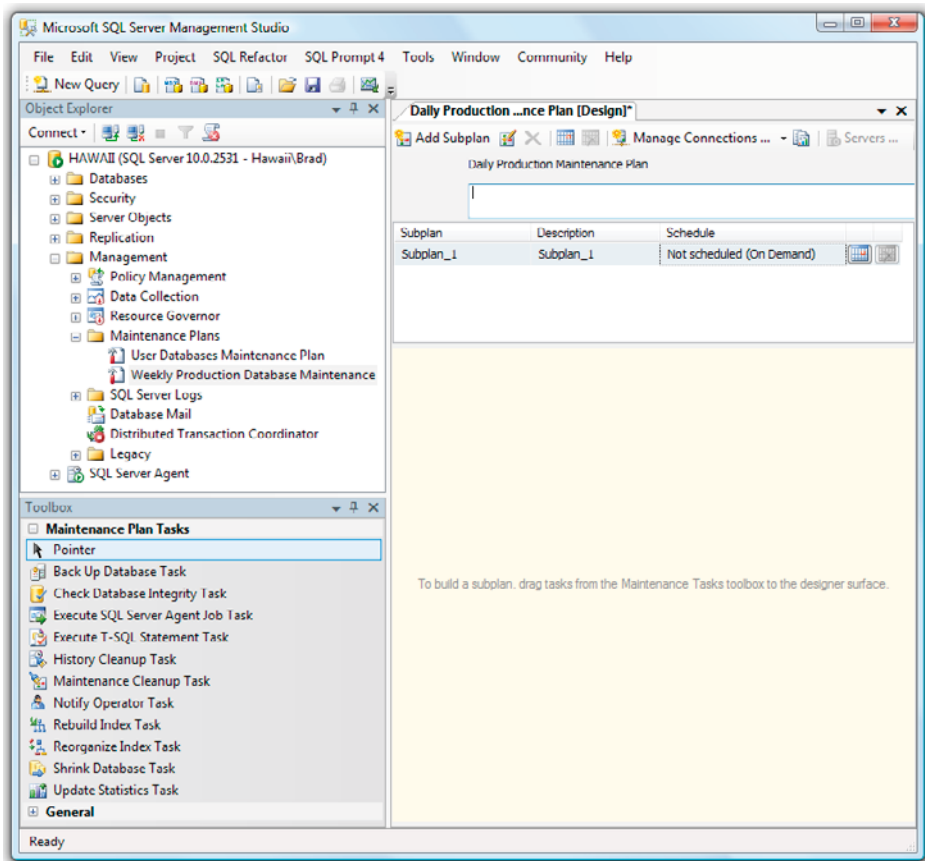 Microsoft SQL Server Management Studio
File Edit View Project SQL Refactor SQL Prompt 4 Tools Window Community Help
New Query
Object Explorer
Connect
HAWAII (SQL Server 10.0.2531 - Hawaii\Brad)
Databases
Security
Server Objects
Replication
Management
Policy Management
Data Collection
Resource Governor
Maintenance Plans
User Databases Maintenance Plan
Weekly Production Database Maintenance
SQL Server Logs
Database Mail
Distributed Transaction Coordinator
Legacy
SQL Server Agent
Toolbox
Maintenance Plan Tasks
Pointer
Back Up Database Task
Check Database Integrity Task
Execute SQL Server Agent Job Task
Execute T-SQL Statement Task
History Cleanup Task
Maintenance Cleanup Task
Notify Operator Task
Rebuild Index Task
Reorganize Index Task
Shrink Database Task
Update Statistics Task
General
Daily Production ...nce Plan [Design]*
Add Subplan Manage Connections ... Servers ...
Daily Production Maintenance Plan
Subplan Description Schedule
Subplan_1 Subplan_1 Not scheduled (On Demand)
To build a subplan, drag tasks from the Maintenance Tasks toolbox to the designer surface.
Ready